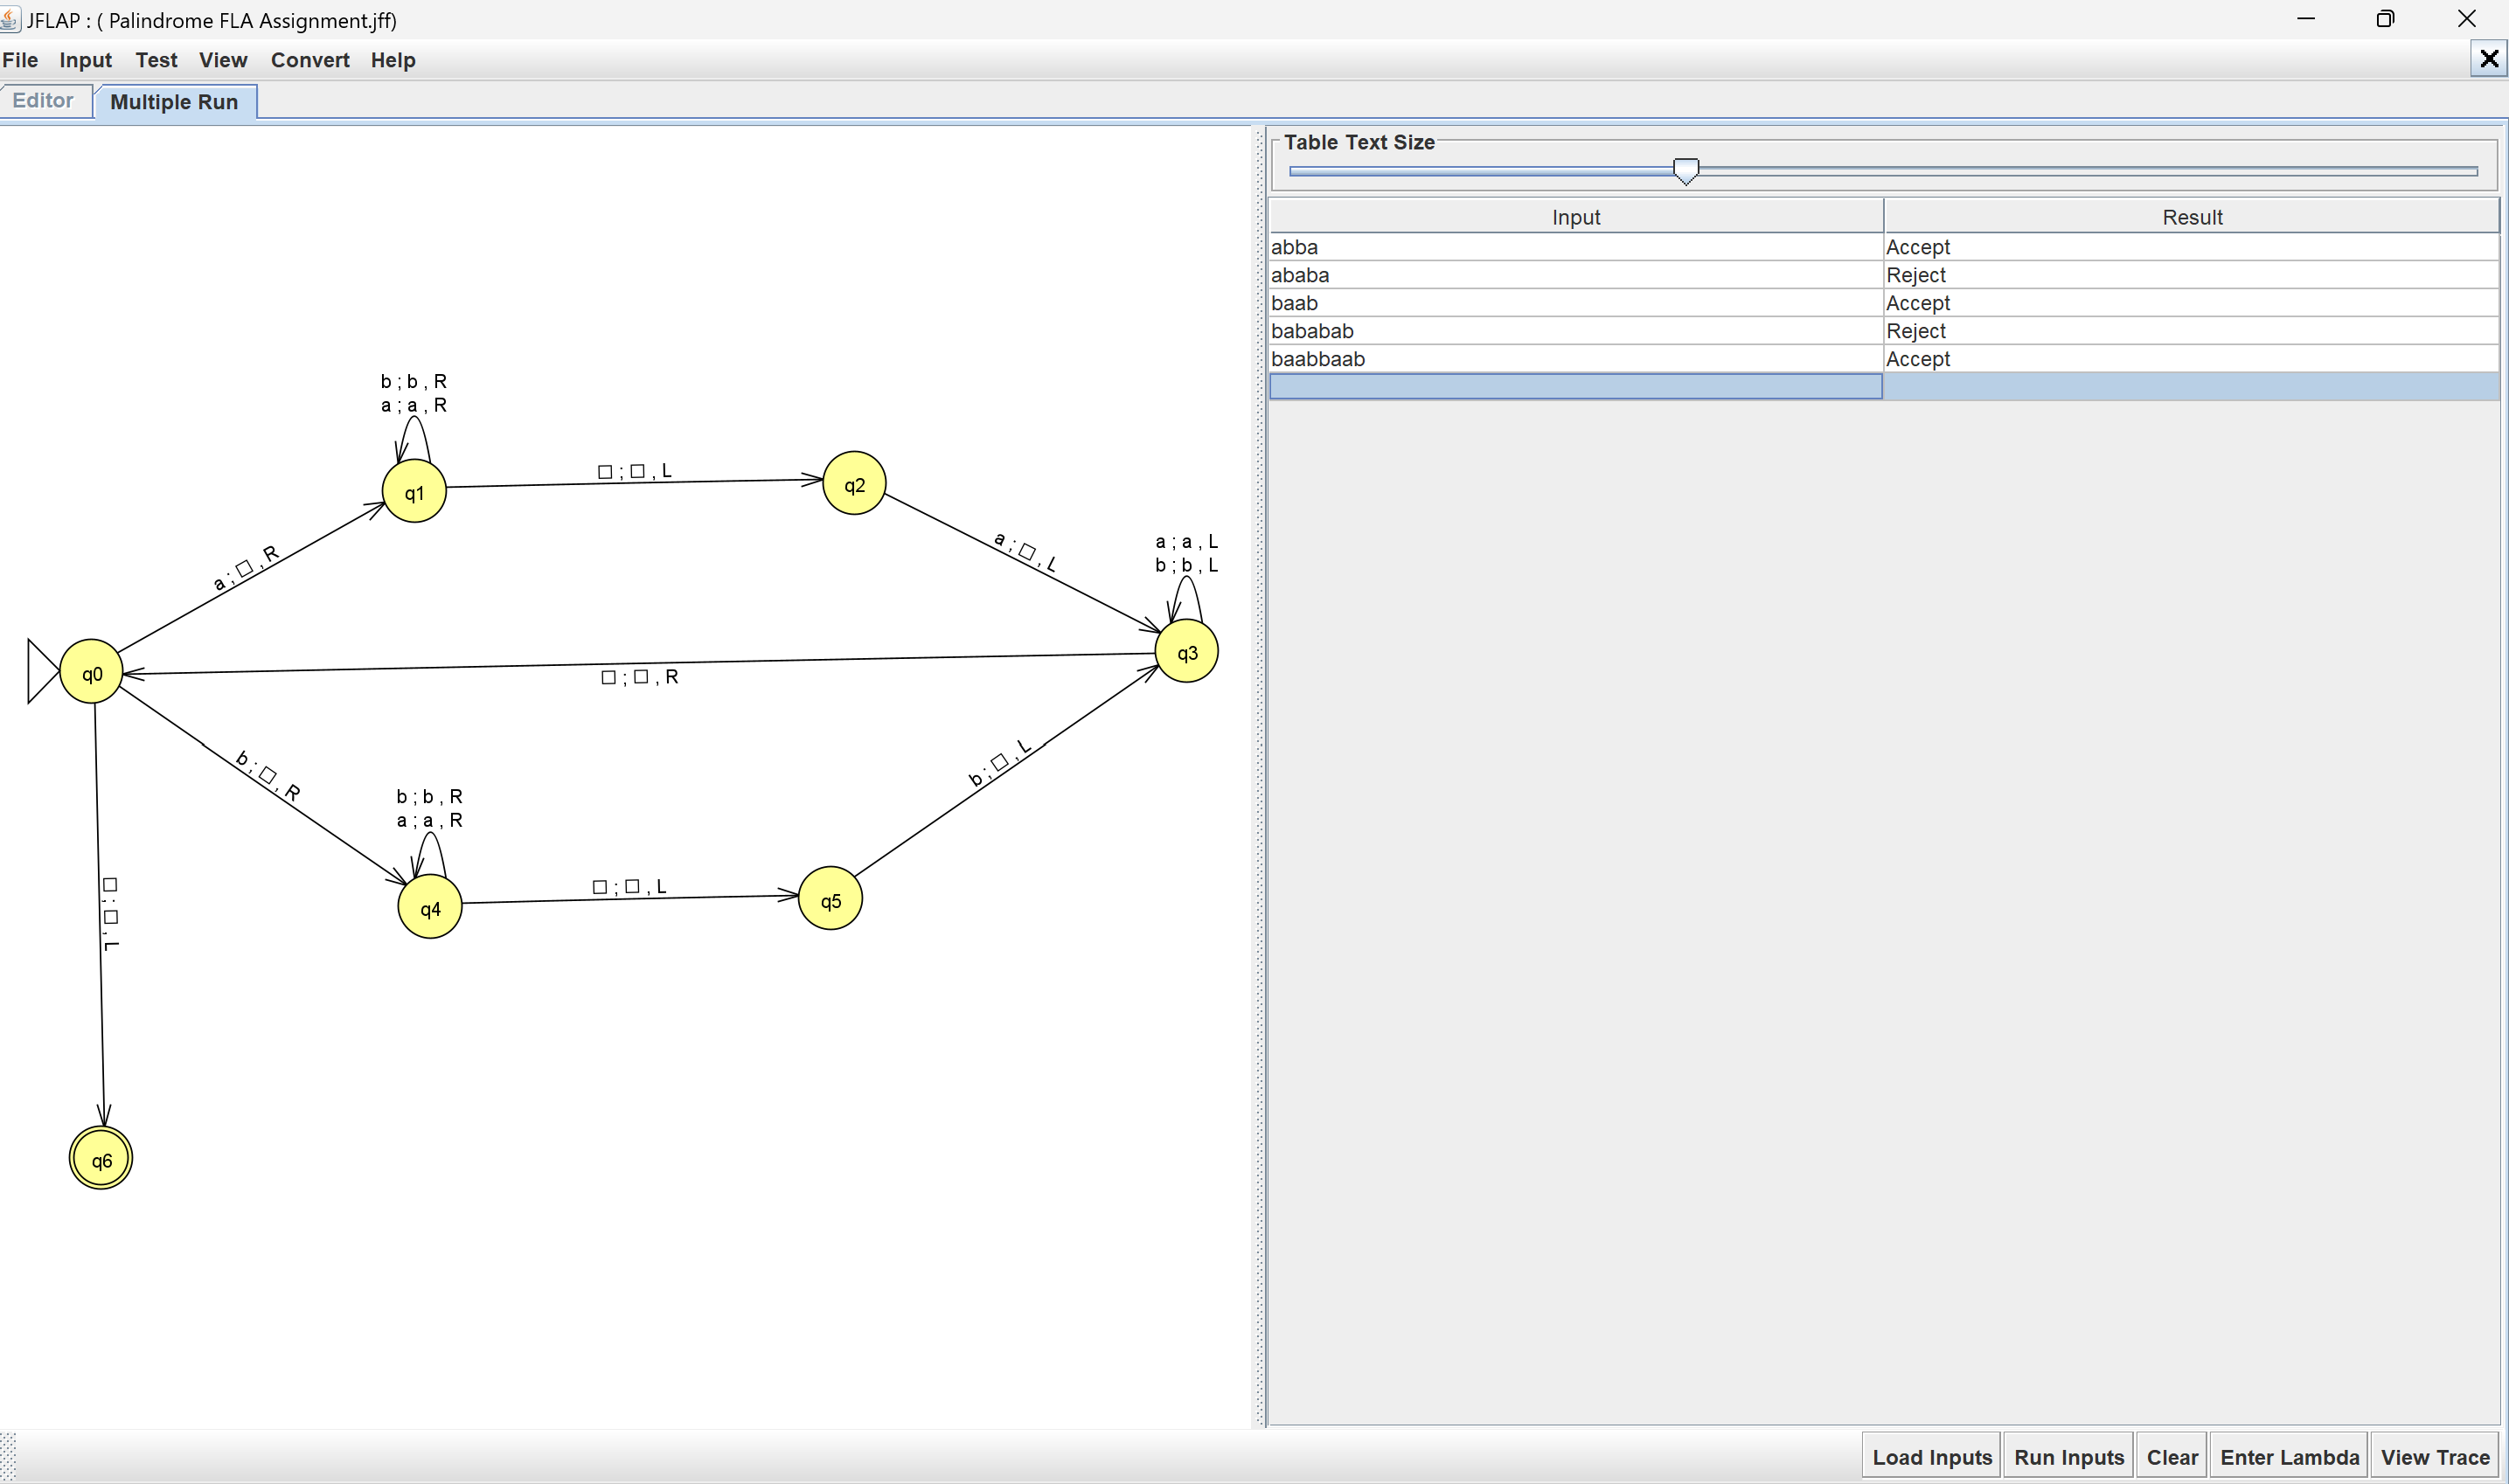 JFLAP : ( Palindrome FLA Assignment.jff)
File Input Test View Convert Help
Editor Multiple Run
Table Text Size
Input Result
abba Accept
ababa Reject
baab Accept
bababab Reject
baabbaab Accept
b ; b , R
a ; a , R
q1
□ ; □ , L
q2
a ; □ , R
a ; □ , L
a ; a , L
b ; b , L
q0
q3
□ ; □ , R
b ; □ , R
b ; □ , L
b ; b , R
a ; a , R
q4
□ ; □ , L
q5
□ ; □ , L
q6
Load Inputs Run Inputs Clear Enter Lambda View Trace